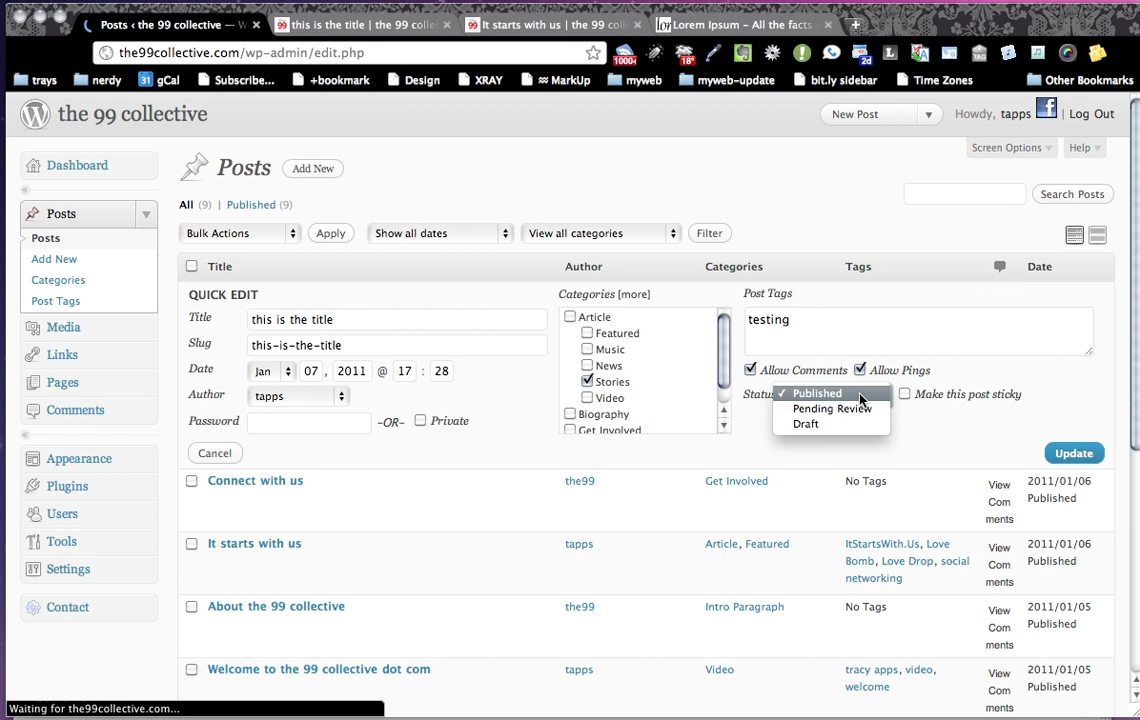 Posts ‹ the 99 collective — W
this is the title | the 99 colle
It starts with us | the 99 coll
lor Lorem Ipsum - All the facts
the99collective.com/wp-admin/edit.php
1000+
18°
2d
trays
nerdy
31 gCal
Subscribe...
+bookmark
Design
XRAY
≈≈ MarkUp
myweb
myweb-update
bit.ly sidebar
Time Zones
Other Bookmarks
the 99 collective
New Post
Howdy, tapps
| Log Out
Screen Options
Help
Dashboard
Posts
Posts
Add New
Categories
Post Tags
Media
Links
Pages
Comments
Appearance
Plugins
Users
Tools
Settings
Contact
Posts Add New
All (9) | Published (9)
Search Posts
Bulk Actions Apply Show all dates View all categories Filter
Title Author Categories Tags Date
QUICK EDIT
Title this is the title
Slug this-is-the-title
Date Jan 07 , 2011 @ 17 : 28
Author tapps
Password –OR– Private
Categories [more]
Article
Featured
Music
News
Stories
Video
Biography
Get Involved
Post Tags
testing
Allow Comments Allow Pings
Status ✓ Published Make this post sticky
Pending Review
Draft
Cancel Update
Connect with us the99 Get Involved No Tags View Com ments 2011/01/06 Published
It starts with us tapps Article, Featured ItStartsWith.Us, Love Bomb, Love Drop, social networking View Com ments 2011/01/06 Published
About the 99 collective the99 Intro Paragraph No Tags View Com ments 2011/01/05 Published
Welcome to the 99 collective dot com tapps Video tracy apps, video, welcome View Com ments 2011/01/05 Published
Waiting for the99collective.com...